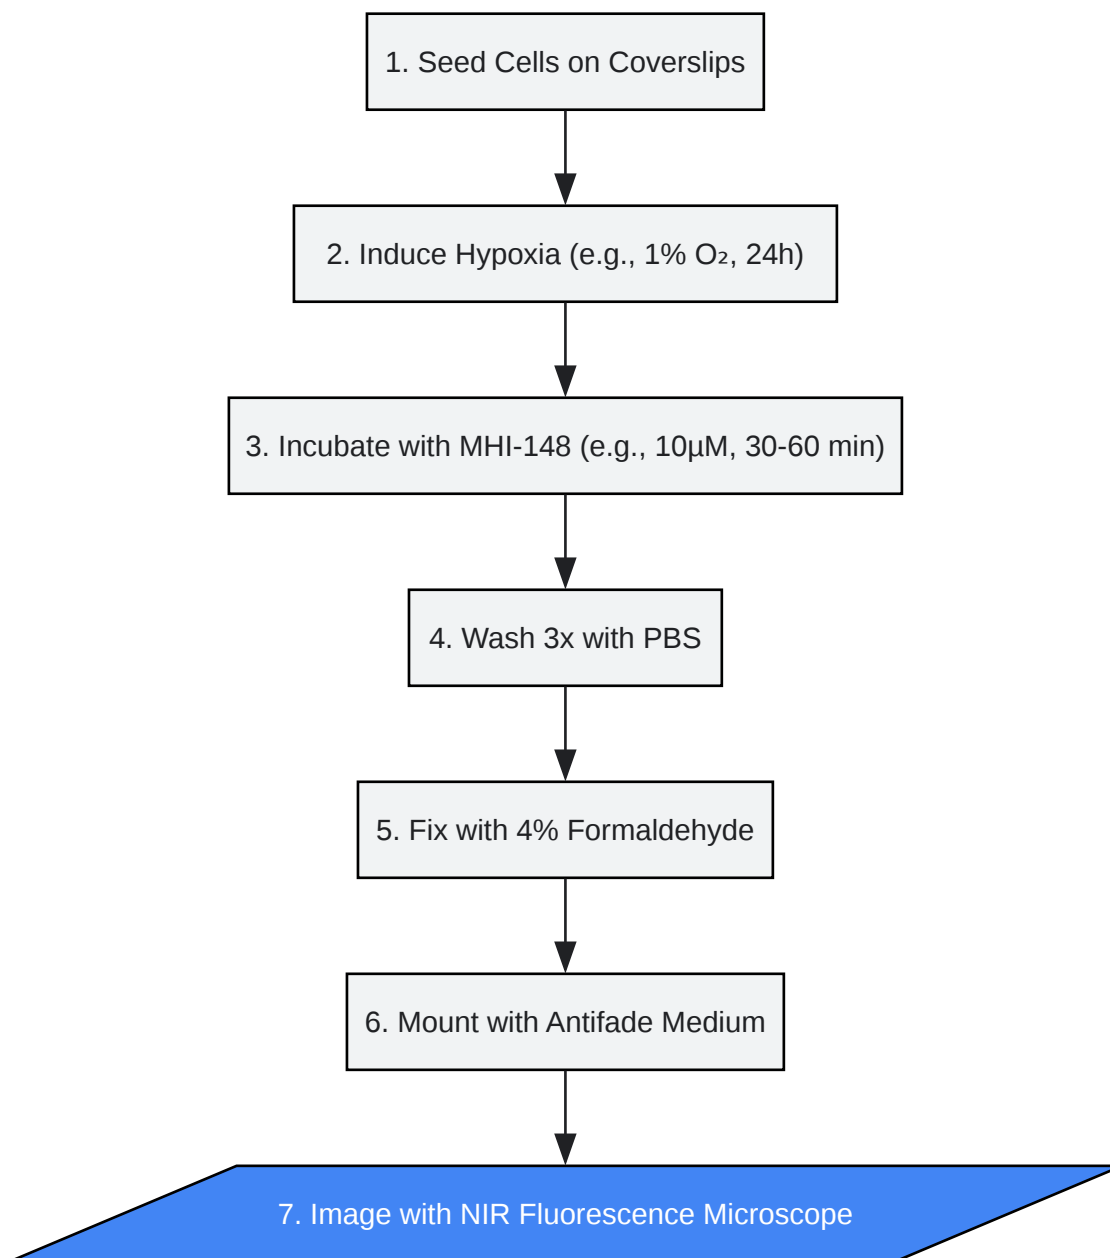 1. Seed Cells on Coverslips
2. Induce Hypoxia (e.g., 1% O₂, 24h)
3. Incubate with MHI-148 (e.g., 10µM, 30-60 min)
4. Wash 3x with PBS
5. Fix with 4% Formaldehyde
6. Mount with Antifade Medium
7. Image with NIR Fluorescence Microscope